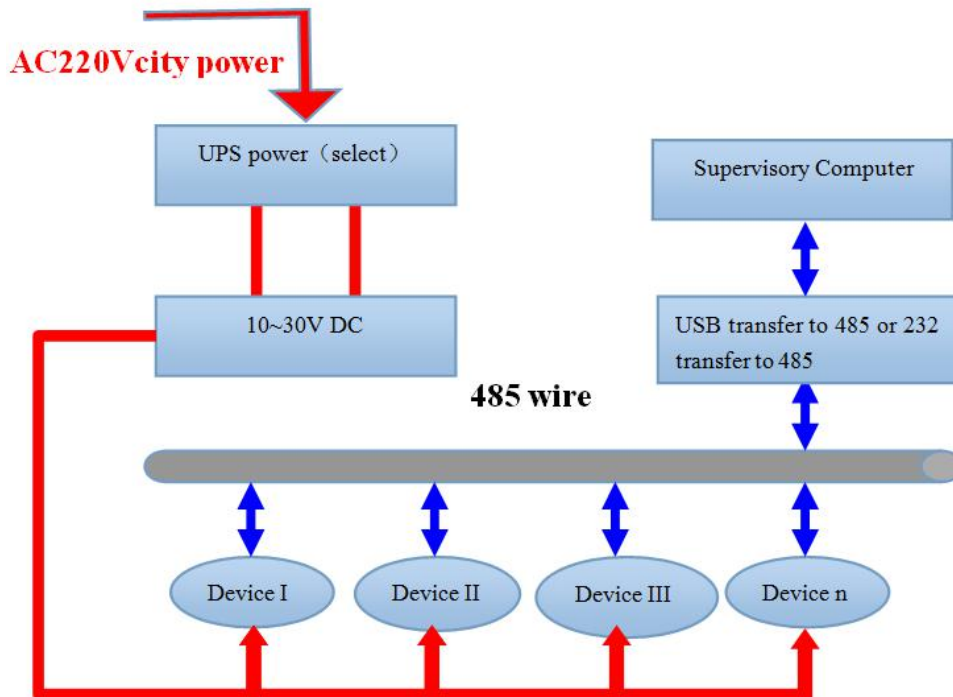 AC220Vcity power
UPS power（select）
Supervisory Computer
10~30V DC
USB transfer to 485 or 232
transfer to 485
485 wire
Device I
Device II
Device III
Device n